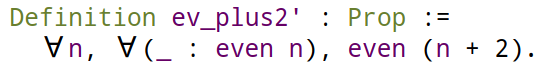 Definition ev_plus2' : Prop :=
∀n, ∀(_ : even n), even (n + 2).